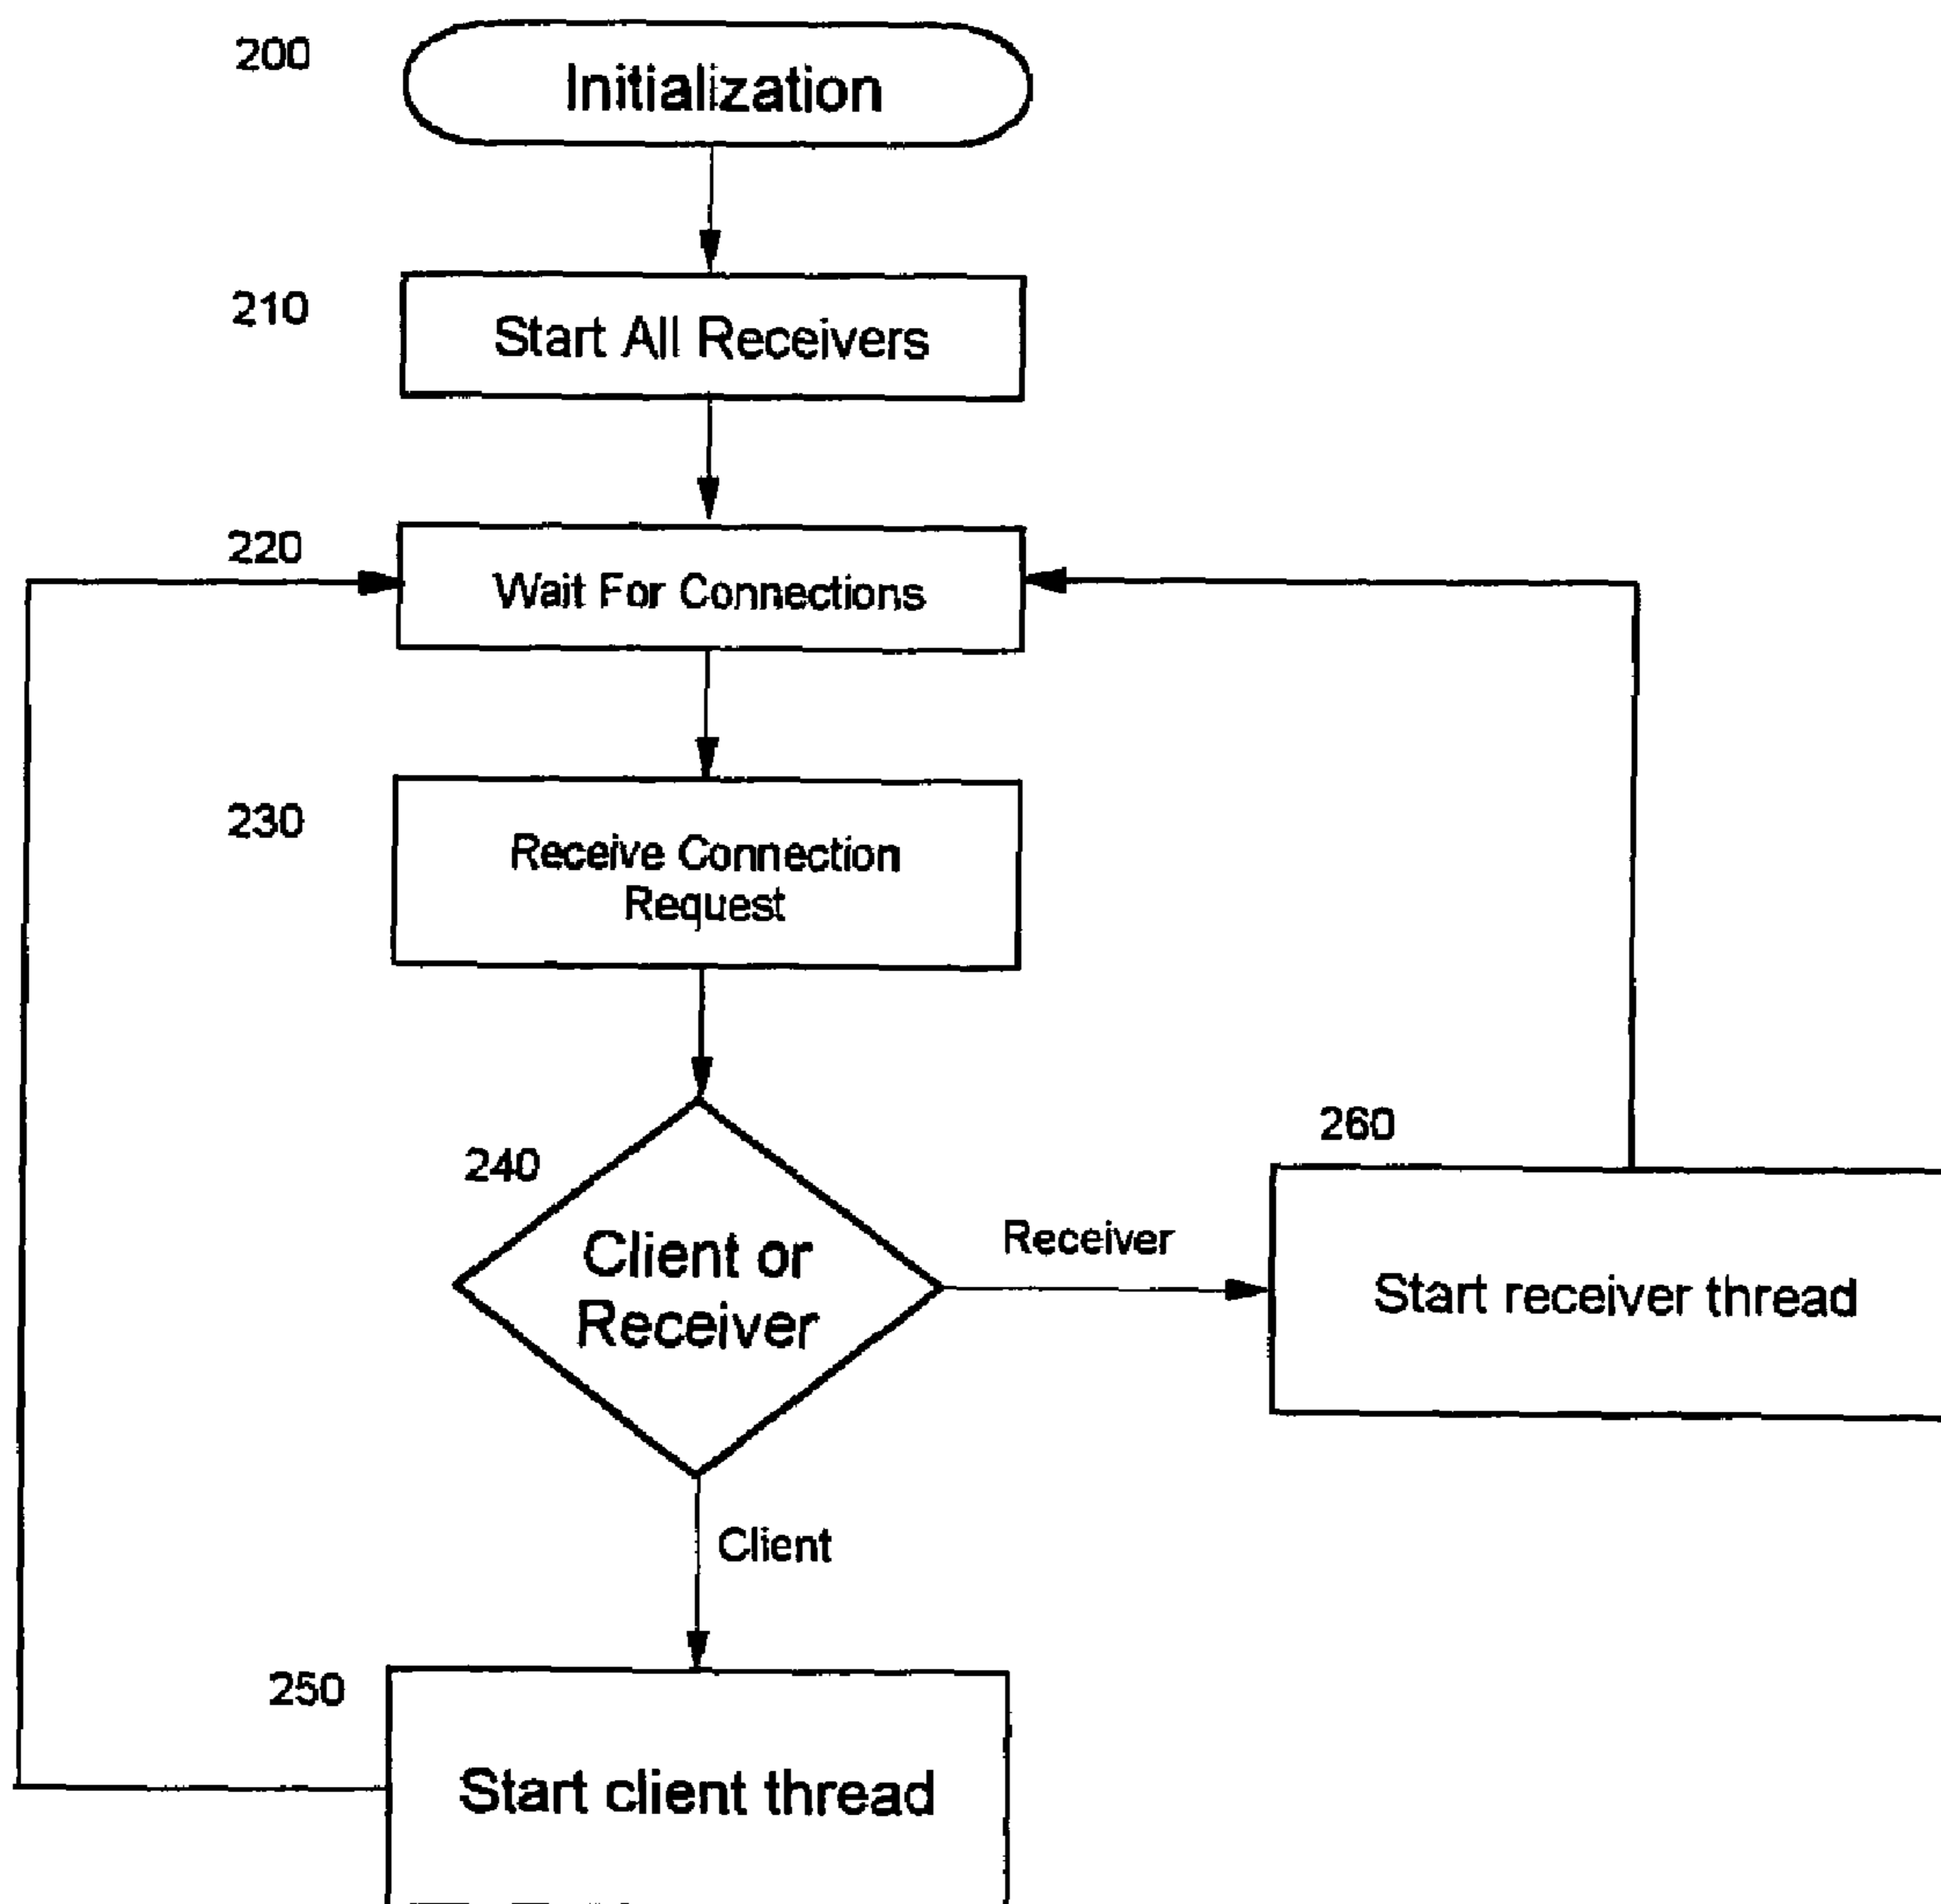 200
Initialization
210
Start All Receivers
220
Wait For Connections
230
Receive Connection
Request
240
Client or
Receiver
Receiver
260
Start receiver thread
Client
250
Start client thread